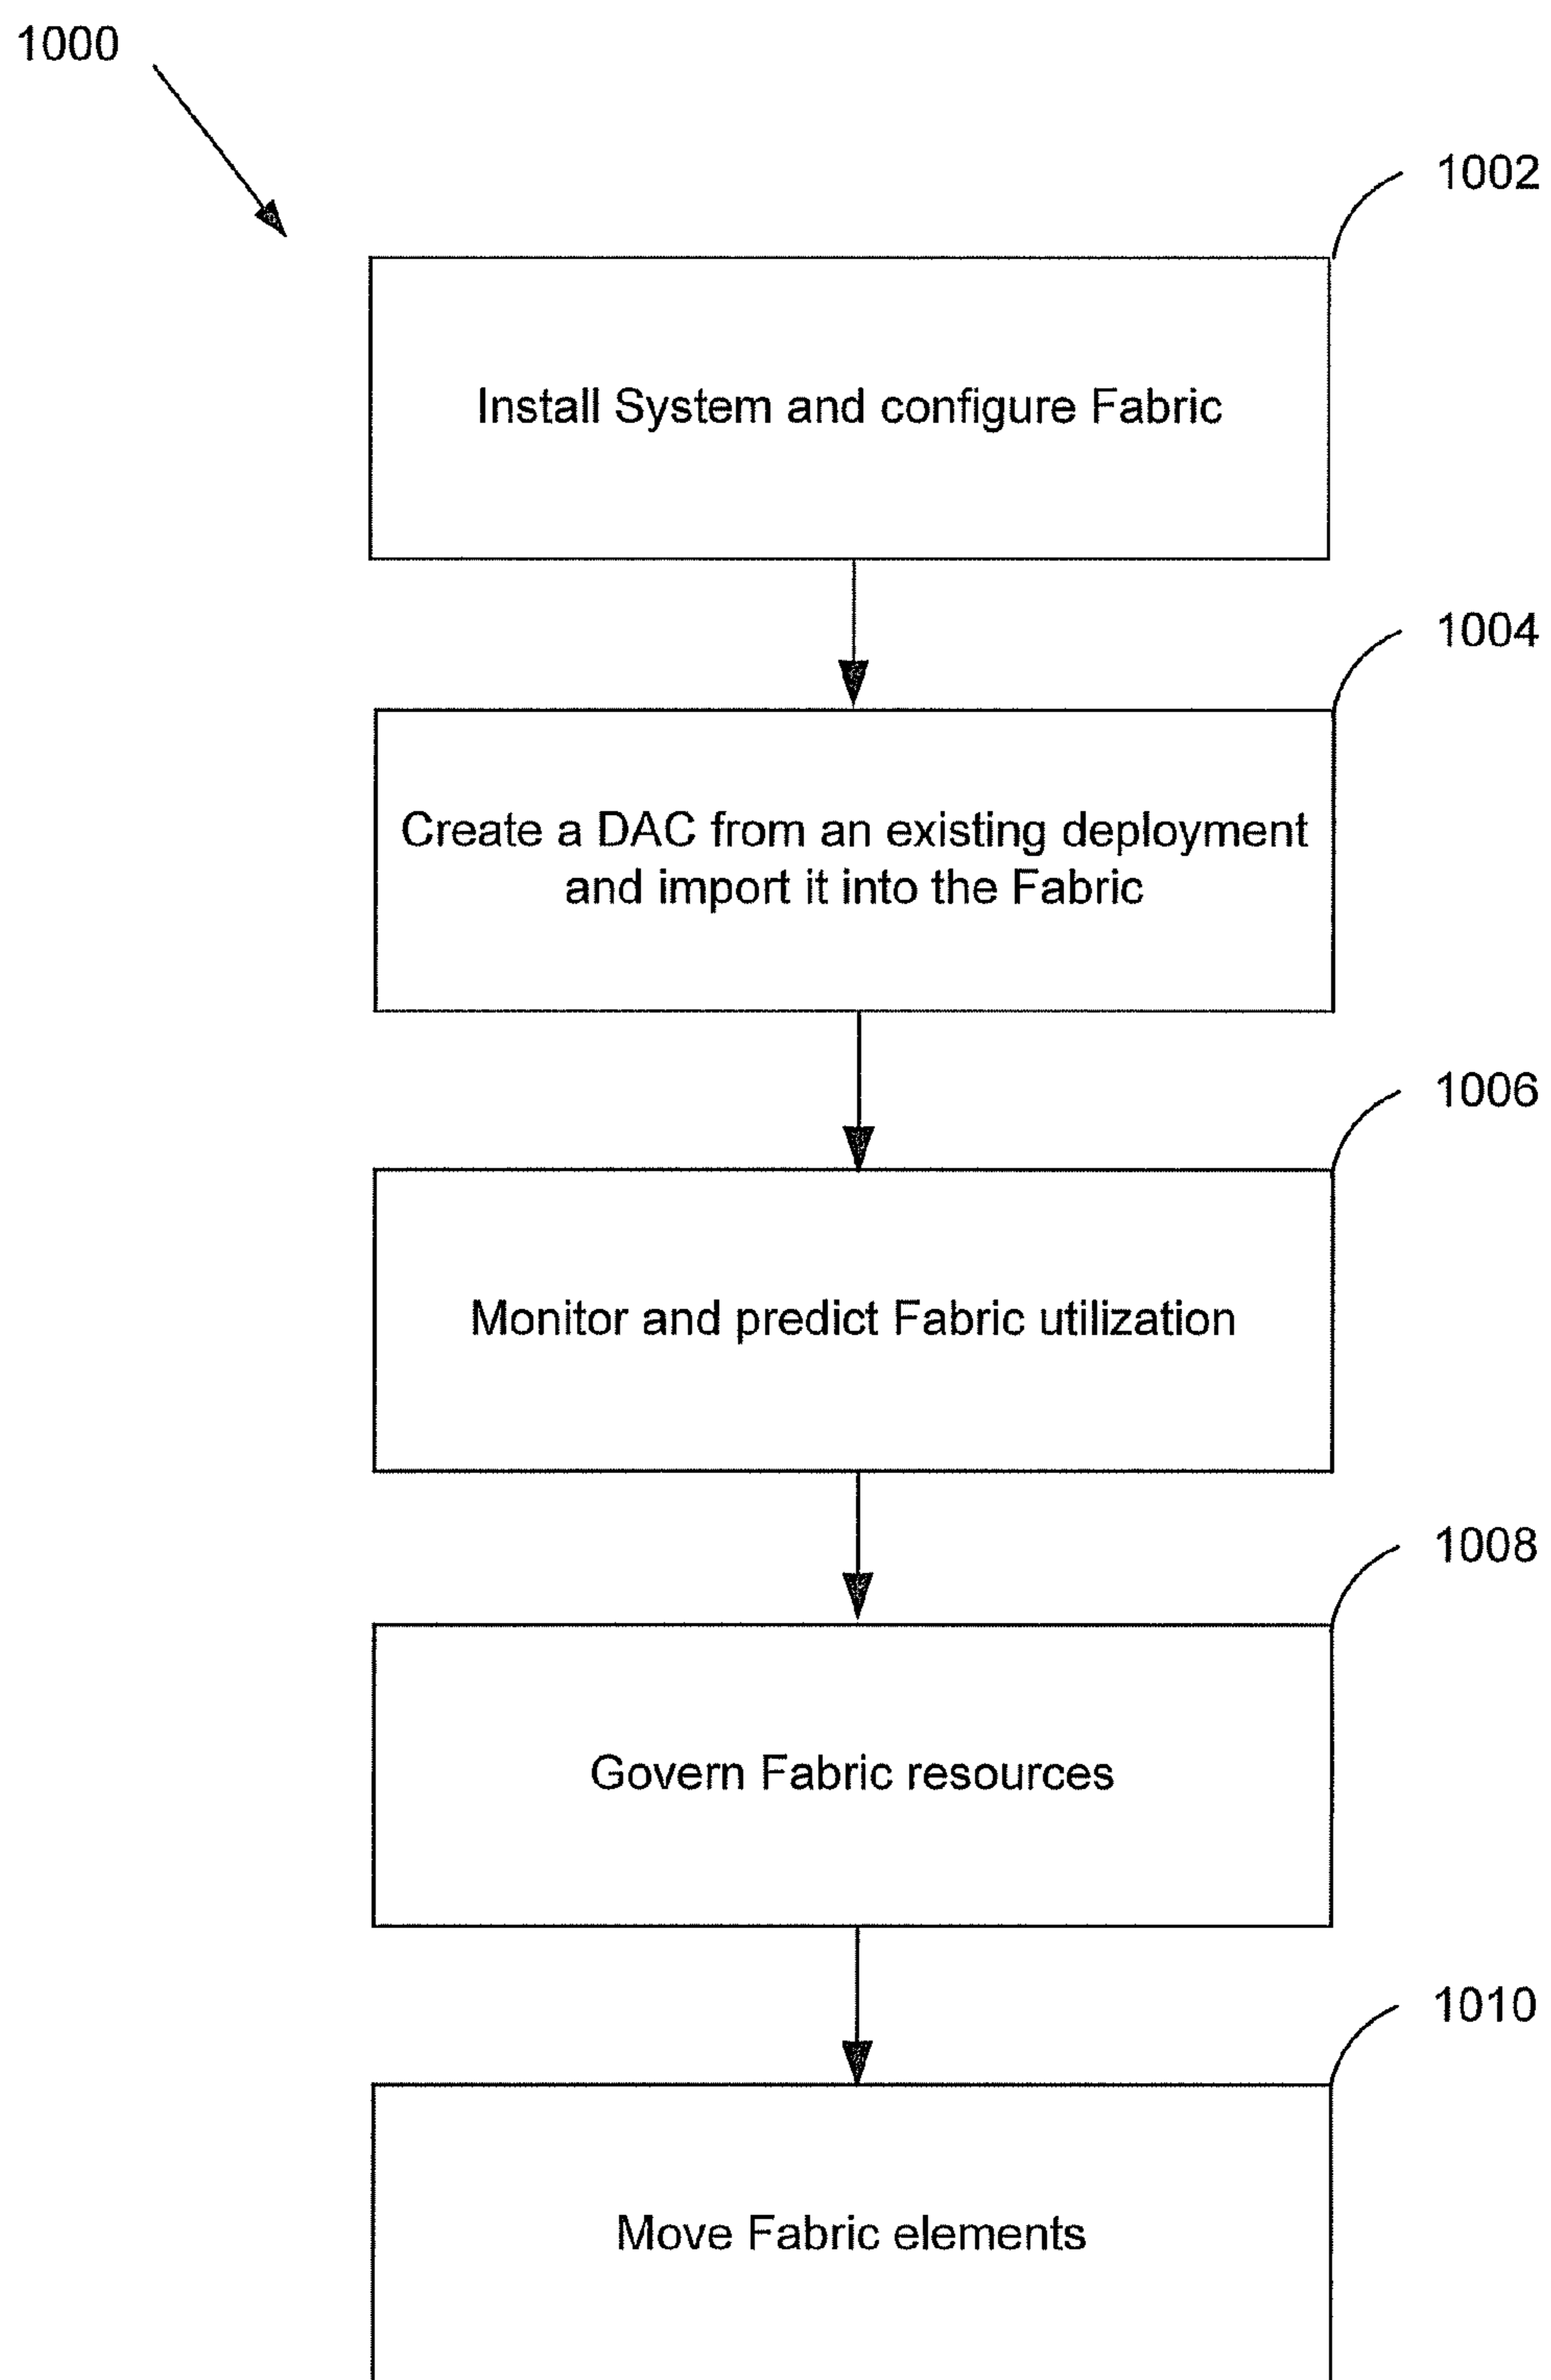 1000
1002
Install System and configure Fabric
1004
Create a DAC from an existing deployment
and import it into the Fabric
1006
Monitor and predict Fabric utilization
1008
Govern Fabric resources
1010
Move Fabric elements